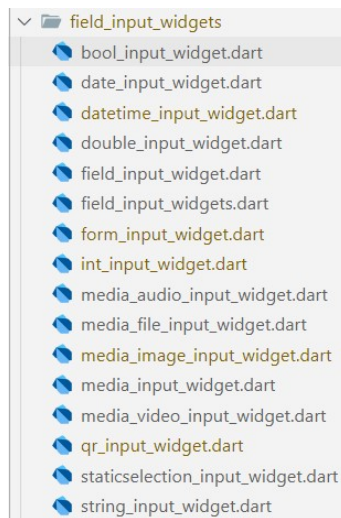 field_input_widgets
bool_input_widget.dart
date_input_widget.dart
datetime_input_widget.dart
double_input_widget.dart
field_input_widget.dart
field_input_widgets.dart
form_input_widget.dart
int_input_widget.dart
media_audio_input_widget.dart
media_file_input_widget.dart
media_image_input_widget.dart
media_input_widget.dart
media_video_input_widget.dart
qr_input_widget.dart
staticselection_input_widget.dart
string_input_widget.dart